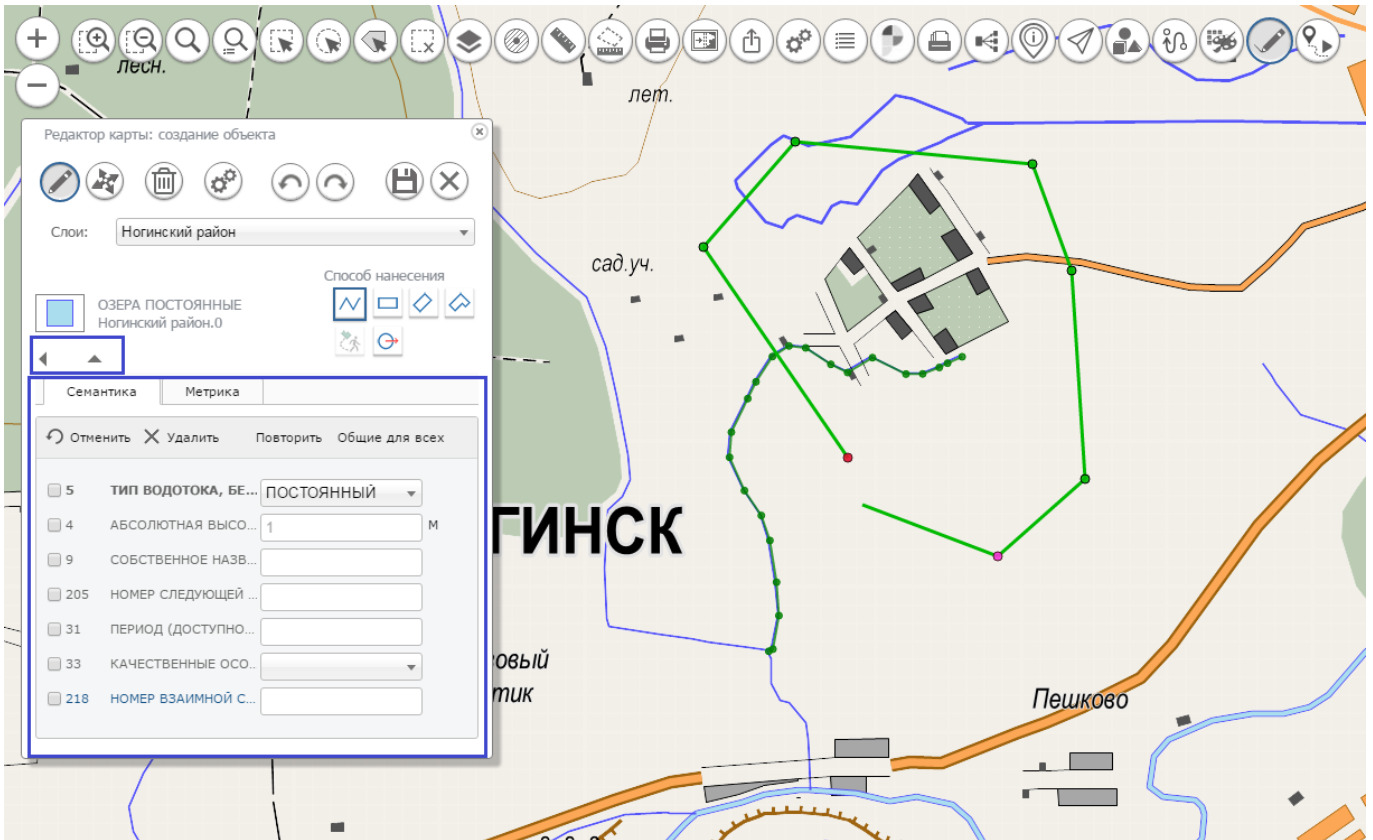 лесн.
лет.
Редактор карты: создание объекта
Слои: Ногинский район
сад.уч.
Способ нанесения
ОЗЕРА ПОСТОЯННЫЕ
Ногинский район.0
Семантика Метрика
Отменить Удалить Повторить Общие для всех
5 ТИП ВОДОТОКА, БЕ... ПОСТОЯННЫЙ
4 АБСОЛЮТНАЯ ВЫСО... 1 М
ГИНСК
9 СОБСТВЕННОЕ НАЗВ...
205 НОМЕР СЛЕДУЮЩЕЙ ...
31 ПЕРИОД (ДОСТУПНО...
33 КАЧЕСТВЕННЫЕ ОСО..
овый
218 НОМЕР ВЗАИМНОЙ С...
тик
Пешково